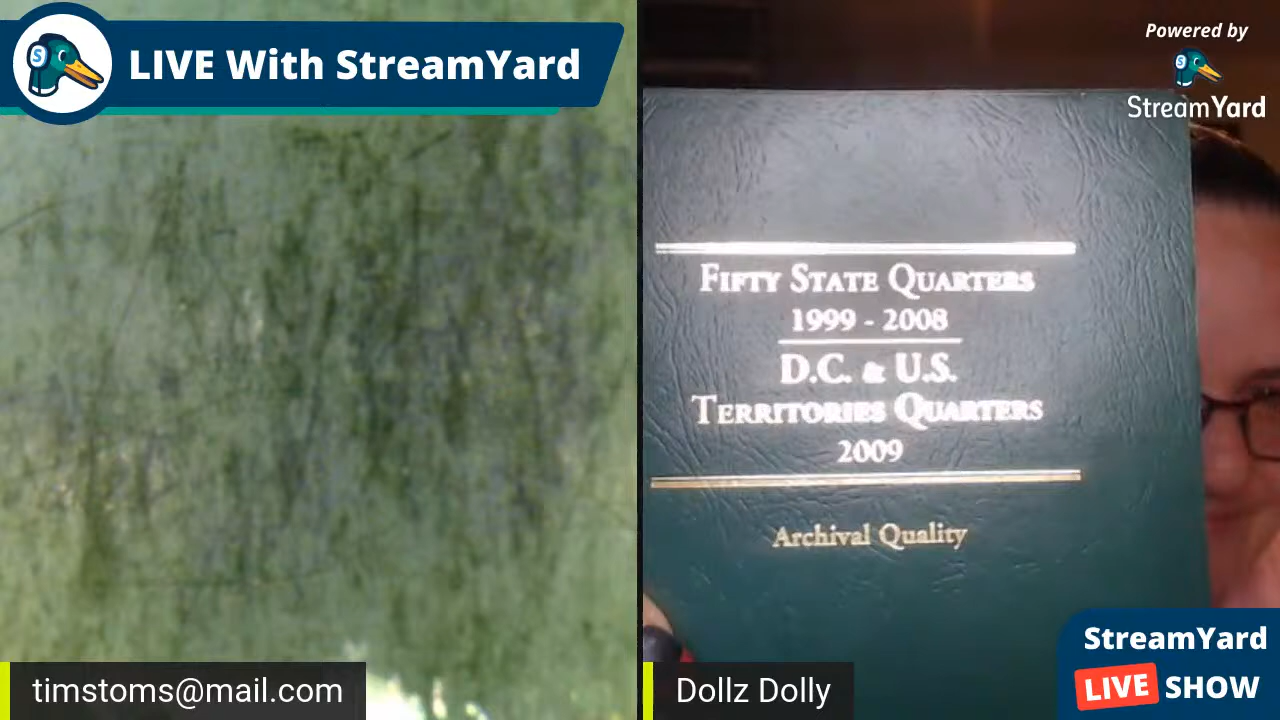 LIVE With StreamYard
Powered by
StreamYard
FIFTY STATE QUARTERS
1999 - 2008
D.C. & U.S.
TERRITORIES QUARTERS
2009
Archival Quality
timstoms@mail.com
Dollz Dolly
StreamYard
LIVE SHOW